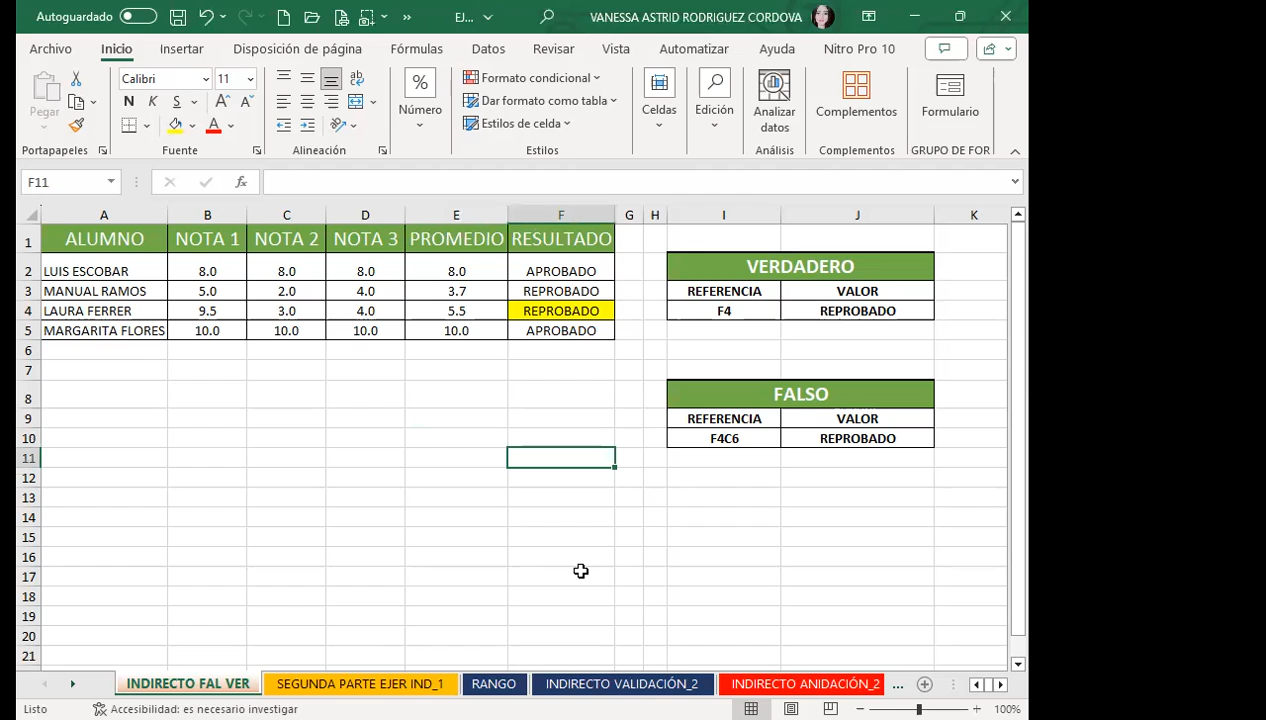 Autoguardado EJ... VANESSA ASTRID RODRIGUEZ CORDOVA
Archivo Inicio Insertar Disposición de página Fórmulas Datos Revisar Vista Automatizar Ayuda Nitro Pro 10
Pegar Calibri 11 N K S A A A ab c % Número Formato condicional Dar formato como tabla Estilos de celda Celdas Edición Analizar datos Complementos Formulario
Portapapeles Fuente Alineación Estilos Análisis Complementos GRUPO DE FOR
F11 fx
A B C D E F G H I J K
1 ALUMNO NOTA 1 NOTA 2 NOTA 3 PROMEDIO RESULTADO
2 LUIS ESCOBAR 8.0 8.0 8.0 8.0 APROBADO VERDADERO
3 MANUAL RAMOS 5.0 2.0 4.0 3.7 REPROBADO REFERENCIA VALOR
4 LAURA FERRER 9.5 3.0 4.0 5.5 REPROBADO F4 REPROBADO
5 MARGARITA FLORES 10.0 10.0 10.0 10.0 APROBADO
6
7
8 FALSO
9 REFERENCIA VALOR
10 F4C6 REPROBADO
11
12
13
14
15
16
17
18
19
20
21
INDIRECTO FAL VER SEGUNDA PARTE EJER IND_1 RANGO INDIRECTO VALIDACIÓN_2 INDIRECTO ANIDACIÓN_2 ...
Listo Accesibilidad: es necesario investigar 100%